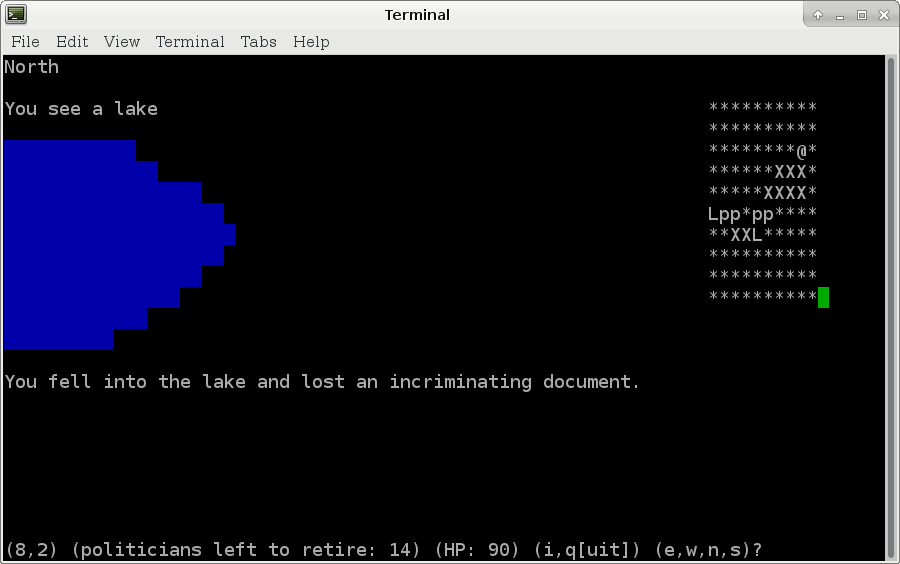 Terminal
File Edit View Terminal Tabs Help
North
You see a lake
**********
**********
********@*
******XXX*
*****XXXX*
Lpp*pp****
**XXL*****
**********
**********
**********
You fell into the lake and lost an incriminating document.
(8,2) (politicians left to retire: 14) (HP: 90) (i,q[uit]) (e,w,n,s)?